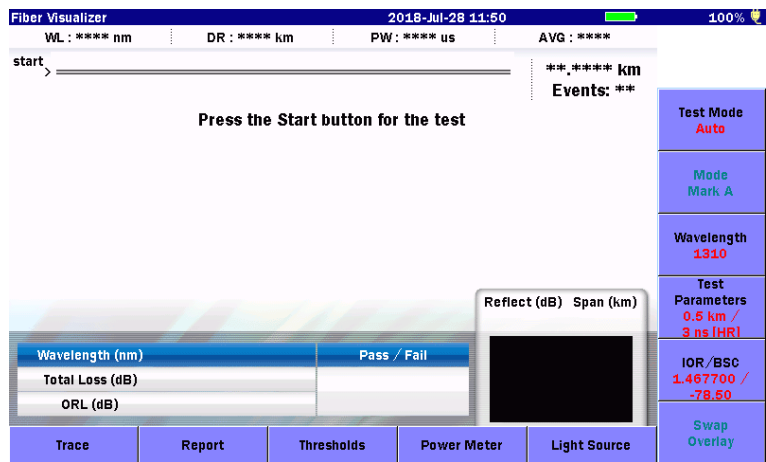 Fiber Visualizer 2018-Jul-28 11:50 100%
WL : **** nm DR : **** km PW : **** us AVG : ****
start
**.**** km
Events: **
Press the Start button for the test
Test Mode
Auto
Mode
Mark A
Wavelength
1310
Test
Parameters
0.5 km /
3 ns [HR]
IOR/BSC
1.467700 /
-78.50
Swap
Overlay
Reflect (dB) Span (km)
Wavelength (nm) Pass / Fail
Total Loss (dB)
ORL (dB)
Trace Report Thresholds Power Meter Light Source